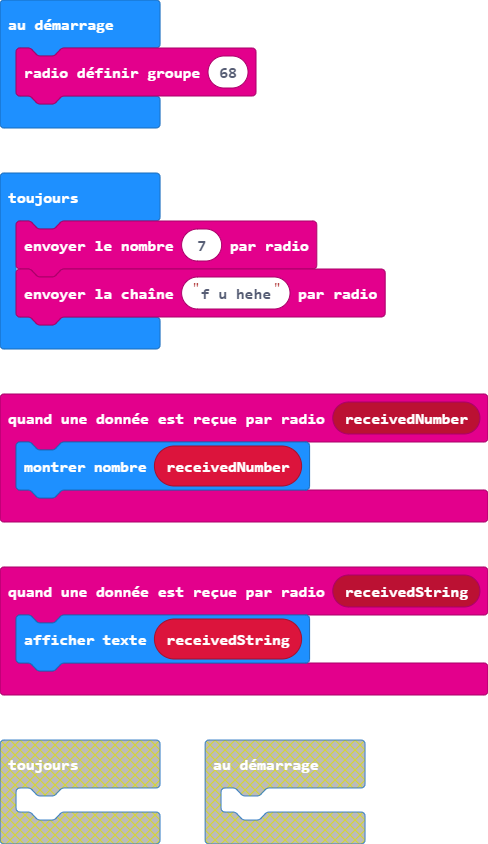 au démarrage
radio définir groupe 68
toujours
envoyer le nombre 7 par radio
envoyer la chaîne "f u hehe" par radio
quand une donnée est reçue par radio receivedNumber
montrer nombre receivedNumber
quand une donnée est reçue par radio receivedString
afficher texte receivedString
toujours au démarrage